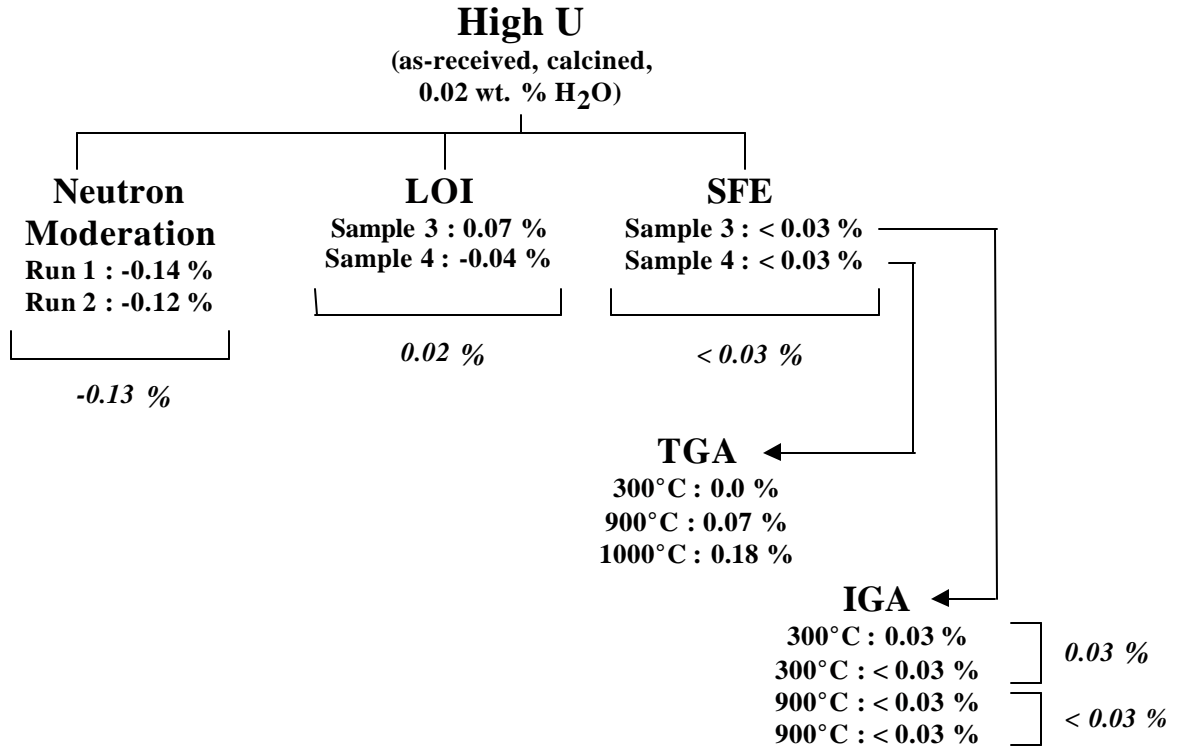 High U
(as-received, calcined,
0.02 wt. % H2O)
Neutron
Moderation
Run 1 : -0.14 %
Run 2 : -0.12 %
-0.13 %
LOI
Sample 3 : 0.07 %
Sample 4 : -0.04 %
0.02 %
SFE
Sample 3 : < 0.03 %
Sample 4 : < 0.03 %
< 0.03 %
TGA
300°C : 0.0 %
900°C : 0.07 %
1000°C : 0.18 %
IGA
300°C : 0.03 %
300°C : < 0.03 %
0.03 %
900°C : < 0.03 %
900°C : < 0.03 %
< 0.03 %